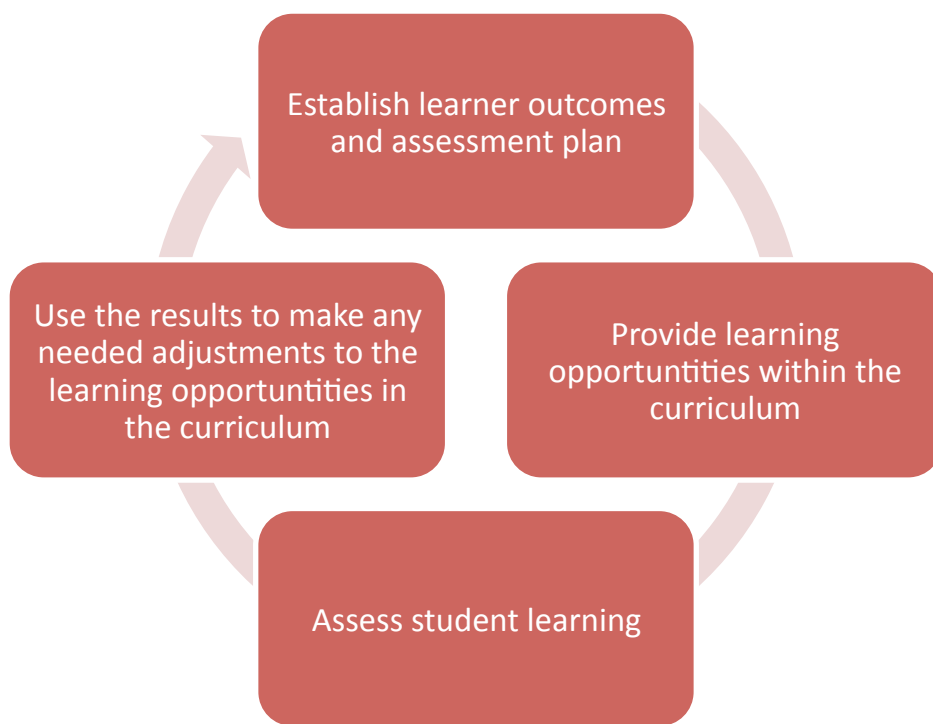 Establish learner outcomes
and assessment plan
Provide learning
opportuntities within the
curriculum
Assess student learning
Use the results to make any
needed adjustments to the
learning opportuntities in
the curriculum